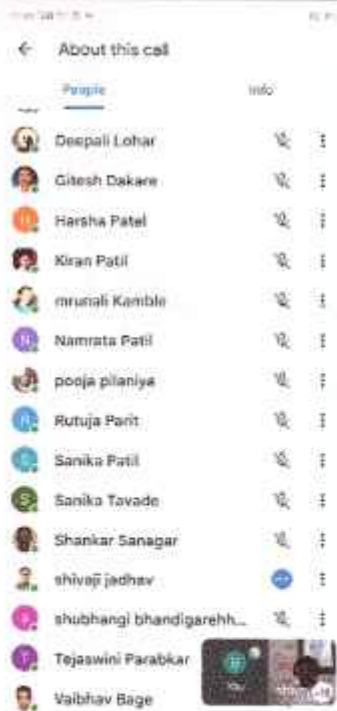 About this call
People
Info
Deepali Lohar
Gitesh Dakare
Harsha Patel
Kiran Patil
mrunali Kamble
Namrata Patil
pooja pilaniya
Rutuja Parit
Sanika Patil
Sanika Tavade
Shankar Sanagar
shivaji jadhav
shubhangi bhandigarehh...
Tejaswini Parabkar
You
Vaibhav Bage